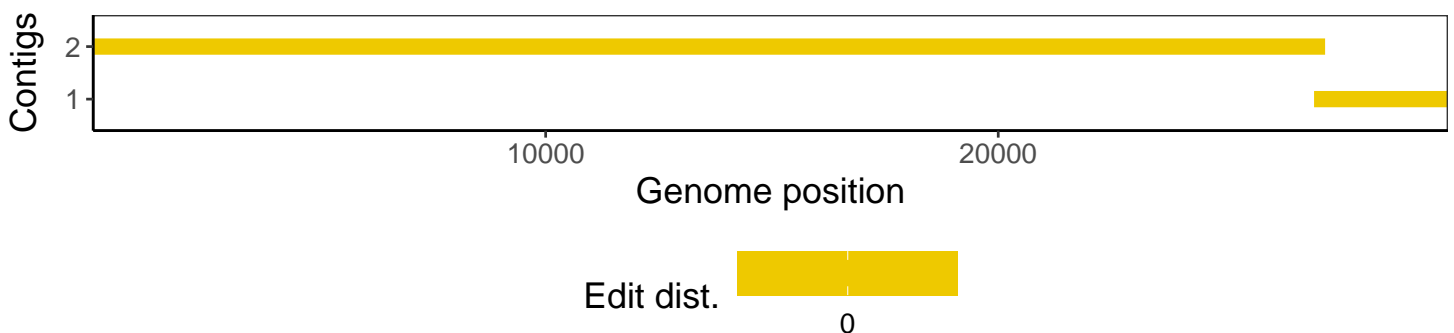 Contigs
2
1
10000 20000
Genome position
Edit dist.
0